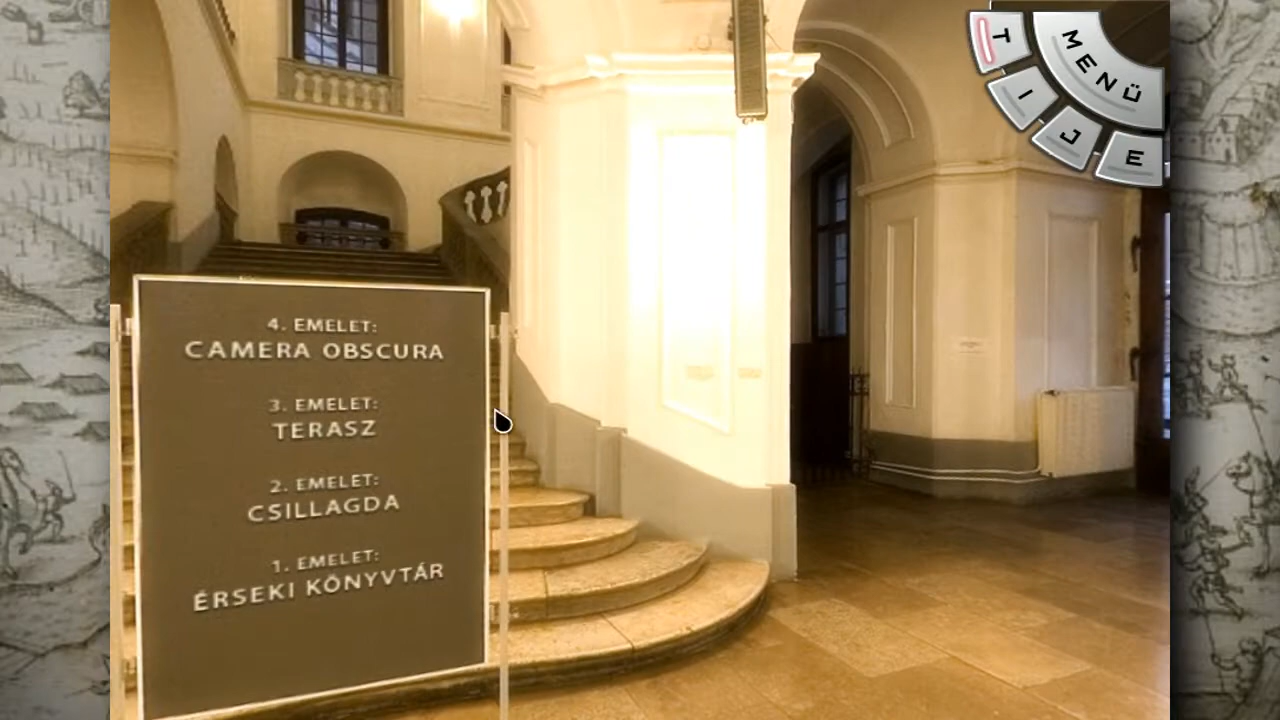 T
MENÜ
I
J
E
4. EMELET:
CAMERA OBSCURA
3. EMELET:
TERASZ
2. EMELET:
CSILLAGDA
1. EMELET:
ÉRSEKI KÖNYVTÁR